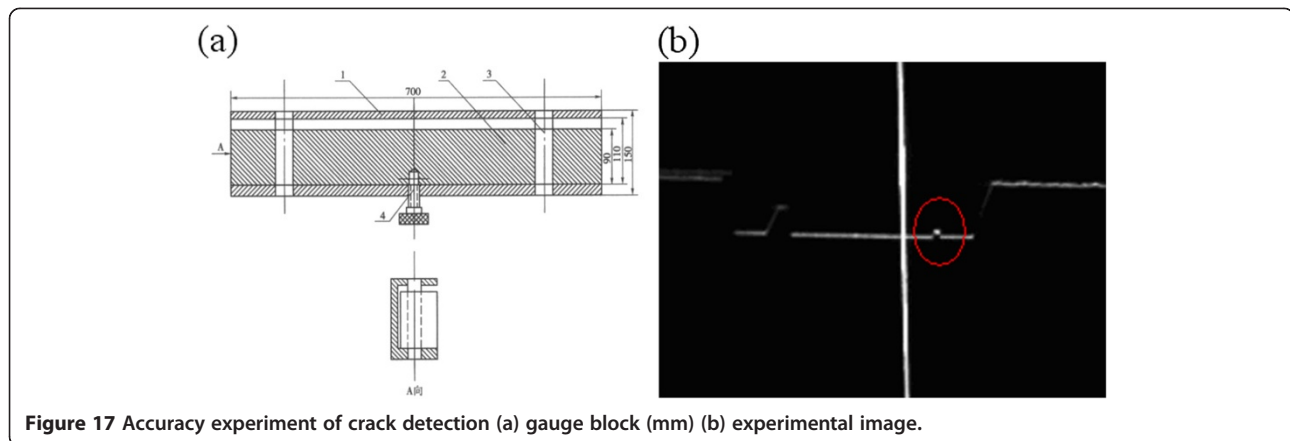 (a)
(b)
1
2
3
700
A
90
110
150
4
A向
Figure 17 Accuracy experiment of crack detection (a) gauge block (mm) (b) experimental image.